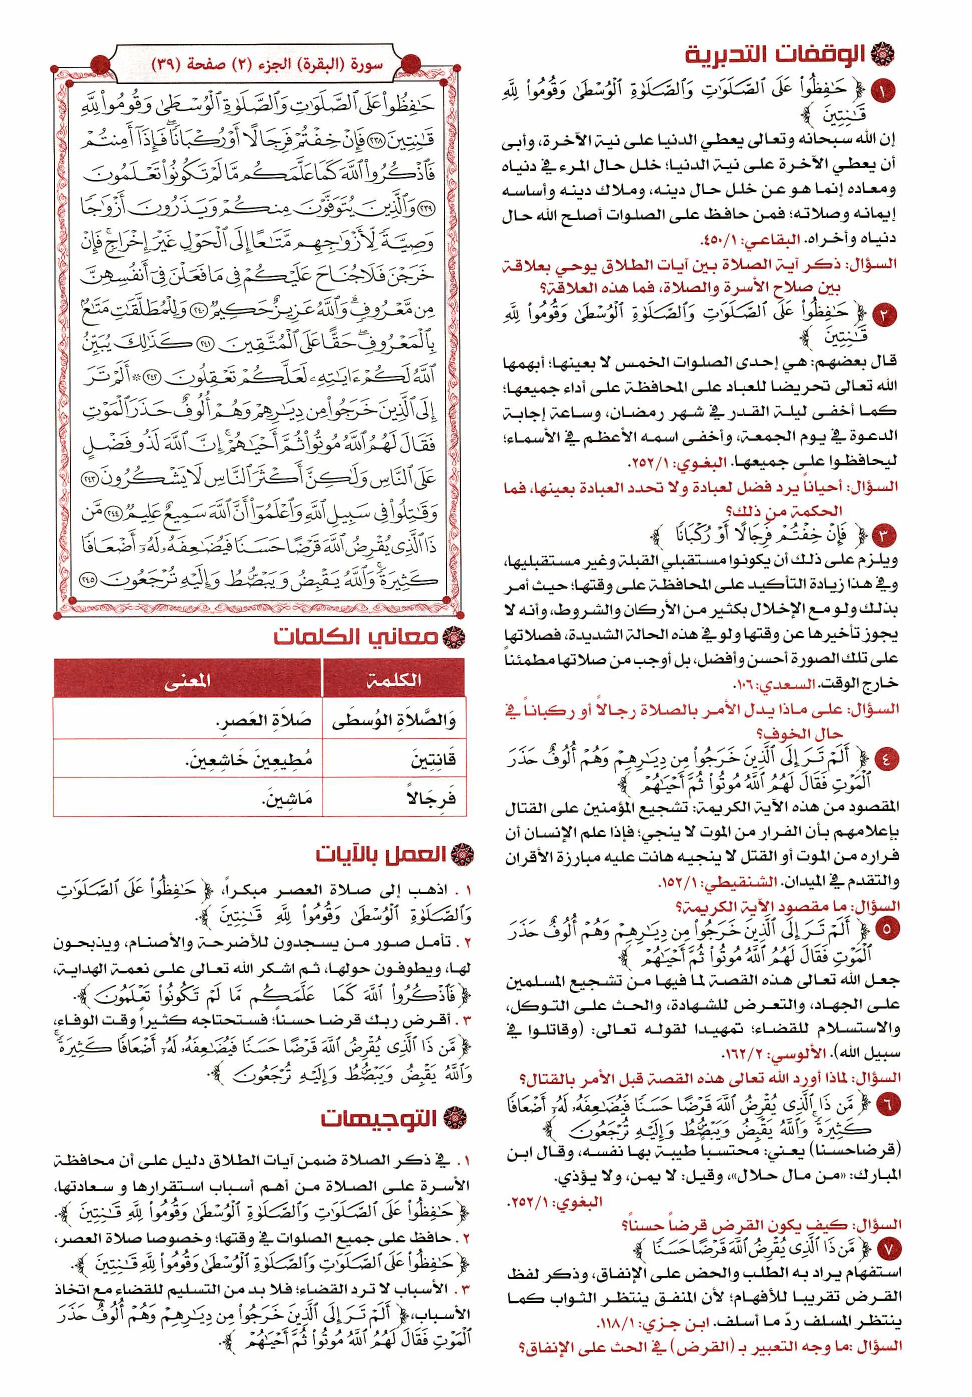 الوقفات التدبرية
١ ﴿ حَافِظُوا۟ عَلَى ٱلصَّلَوَٰتِ وَٱلصَّلَوٰةِ ٱلْوُسْطَىٰ وَقُومُوا۟ لِلَّهِ
قَٰنِتِينَ ﴾
إن الله سبحانه وتعالى يعطي الدنيا على نية الآخرة، وأبى
أن يعطي الآخرة على نية الدنيا؛ خلل حال المرء في دنياه
ومعاده إنما هو عن خلل حال دينه، وملاك دينه وأساسه
إيمانه وصلاته؛ فمن حافظ على الصلوات أصلح الله حال
دنياه وأخراه. البقاعي: ٤٥٠/١.
السؤال: ذكر آية الصلاة بين آيات الطلاق يوحي بعلاقة
بين صلاح الأسرة والصلاة، فما هذه العلاقة؟
٢ ﴿ حَافِظُوا۟ عَلَى ٱلصَّلَوَٰتِ وَٱلصَّلَوٰةِ ٱلْوُسْطَىٰ وَقُومُوا۟ لِلَّهِ
قَٰنِتِينَ ﴾
قال بعضهم: هي إحدى الصلوات الخمس لا بعينها؛ أبهمها
الله تعالى تحريضا للعباد على المحافظة على أداء جميعها؛
كما أخفى ليلة القدر في شهر رمضان، وساعة إجابة
الدعوة في يوم الجمعة، وأخفى اسمه الأعظم في الأسماء؛
ليحافظوا على جميعها. البغوي: ٢٥٢/١.
السؤال: أحياناً يرد فضل لعبادة ولا تحدد العبادة بعينها، فما
الحكمة من ذلك؟
٣ ﴿ فَإِنْ خِفْتُمْ فَرِجَالًا أَوْ رُكْبَانًا ﴾
ويلزم على ذلك أن يكونوا مستقبلي القبلة وغير مستقبليها،
وفي هذا زيادة التأكيد على المحافظة على وقتها؛ حيث أمر
بذلك ولو مع الإخلال بكثير من الأركان والشروط، وأنه لا
يجوز تأخيرها عن وقتها ولو في هذه الحالة الشديدة، فصلاتها
على تلك الصورة أحسن وأفضل، بل أوجب من صلاتها مطمئناً
خارج الوقت. السعدي: ١٠٦.
السؤال: على ماذا يدل الأمر بالصلاة رجالاً أو ركباناً في
حال الخوف؟
٤ ﴿ أَلَمْ تَرَ إِلَى ٱلَّذِينَ خَرَجُوا۟ مِن دِيَٰرِهِمْ وَهُمْ أُلُوفٌ حَذَرَ
ٱلْمَوْتِ فَقَالَ لَهُمُ ٱللَّهُ مُوتُوا۟ ثُمَّ أَحْيَٰهُمْ ﴾
المقصود من هذه الآية الكريمة: تشجيع المؤمنين على القتال
بإعلامهم بأن الفرار من الموت لا ينجي؛ فإذا علم الإنسان أن
فراره من الموت أو القتل لا ينجيه هانت عليه مبارزة الأقران
والتقدم في الميدان. الشنقيطي: ١٥٢/١.
السؤال: ما مقصود الآية الكريمة؟
٥ ﴿ أَلَمْ تَرَ إِلَى ٱلَّذِينَ خَرَجُوا۟ مِن دِيَٰرِهِمْ وَهُمْ أُلُوفٌ حَذَرَ
ٱلْمَوْتِ فَقَالَ لَهُمُ ٱللَّهُ مُوتُوا۟ ثُمَّ أَحْيَٰهُمْ ﴾
جعل الله تعالى هذه القصة لما فيها من تشجيع المسلمين
على الجهاد، والتعرض للشهادة، والحث على التوكل،
والاستسلام للقضاء؛ تمهيدا لقوله تعالى: (وقاتلوا في
سبيل الله). الألوسي: ١٦٢/٢.
السؤال: لماذا أورد الله تعالى هذه القصة قبل الأمر بالقتال؟
٦ ﴿ مَّن ذَا ٱلَّذِى يُقْرِضُ ٱللَّهَ قَرْضًا حَسَنًا فَيُضَٰعِفَهُۥ لَهُۥٓ أَضْعَافًا
كَثِيرَةً ۚ وَٱللَّهُ يَقْبِضُ وَيَبْصُۜطُ وَإِلَيْهِ تُرْجَعُونَ ﴾
(قرضا حسنا) يعني: محتسباً طيبة بها نفسه، وقال ابن
المبارك: «من مال حلال»، وقيل: لا يمن، ولا يؤذي.
البغوي: ٢٥٢/١.
السؤال: كيف يكون القرض قرضاً حسناً؟
٧ ﴿ مَّن ذَا ٱلَّذِى يُقْرِضُ ٱللَّهَ قَرْضًا حَسَنًا ﴾
استفهام يراد به الطلب والحض على الإنفاق، وذكر لفظ
القرض تقريبا للأفهام؛ لأن المنفق ينتظر الثواب كما
ينتظر المسلف ردّ ما أسلف. ابن جزي: ١١٨/١.
السؤال: ما وجه التعبير بـ (القرض) في الحث على الإنفاق؟
سورة (البقرة) الجزء (٢) صفحة (٣٩)
حَٰفِظُوا۟ عَلَى ٱلصَّلَوَٰتِ وَٱلصَّلَوٰةِ ٱلْوُسْطَىٰ وَقُومُوا۟ لِلَّهِ
قَٰنِتِينَ ٢٣٨ فَإِنْ خِفْتُمْ فَرِجَالًا أَوْ رُكْبَانًا ۖ فَإِذَآ أَمِنتُمْ
فَٱذْكُرُوا۟ ٱللَّهَ كَمَا عَلَّمَكُم مَّا لَمْ تَكُونُوا۟ تَعْلَمُونَ
٢٣٩ وَٱلَّذِينَ يُتَوَفَّوْنَ مِنكُمْ وَيَذَرُونَ أَزْوَٰجًا
وَصِيَّةً لِّأَزْوَٰجِهِم مَّتَٰعًا إِلَى ٱلْحَوْلِ غَيْرَ إِخْرَاجٍ ۚ فَإِنْ
خَرَجْنَ فَلَا جُنَاحَ عَلَيْكُمْ فِى مَا فَعَلْنَ فِىٓ أَنفُسِهِنَّ
مِن مَّعْرُوفٍ ۗ وَٱللَّهُ عَزِيزٌ حَكِيمٌ ٢٤٠ وَلِلْمُطَلَّقَٰتِ مَتَٰعٌۢ
بِٱلْمَعْرُوفِ ۖ حَقًّا عَلَى ٱلْمُتَّقِينَ ٢٤١ كَذَٰلِكَ يُبَيِّنُ
ٱللَّهُ لَكُمْ ءَايَٰتِهِۦ لَعَلَّكُمْ تَعْقِلُونَ ٢٤٢ ۞ أَلَمْ تَرَ
إِلَى ٱلَّذِينَ خَرَجُوا۟ مِن دِيَٰرِهِمْ وَهُمْ أُلُوفٌ حَذَرَ ٱلْمَوْتِ
فَقَالَ لَهُمُ ٱللَّهُ مُوتُوا۟ ثُمَّ أَحْيَٰهُمْ ۚ إِنَّ ٱللَّهَ لَذُو فَضْلٍ
عَلَى ٱلنَّاسِ وَلَٰكِنَّ أَكْثَرَ ٱلنَّاسِ لَا يَشْكُرُونَ ٢٤٣
وَقَٰتِلُوا۟ فِى سَبِيلِ ٱللَّهِ وَٱعْلَمُوٓا۟ أَنَّ ٱللَّهَ سَمِيعٌ عَلِيمٌ ٢٤٤ مَّن
ذَا ٱلَّذِى يُقْرِضُ ٱللَّهَ قَرْضًا حَسَنًا فَيُضَٰعِفَهُۥ لَهُۥٓ أَضْعَافًا
كَثِيرَةً ۚ وَٱللَّهُ يَقْبِضُ وَيَبْصُۜطُ وَإِلَيْهِ تُرْجَعُونَ ٢٤٥
معاني الكلمات
الكلمة المعنى
وَالصَّلاَةِ الوُسطَى صَلاَةِ العَصرِ.
قَانِتِينَ مُطِيعِينَ خَاشِعِينَ.
فَرِجَالاً مَاشِينَ.
العمل بالآيات
١ . اذهب إلى صلاة العصر مبكراً، ﴿ حَافِظُوا۟ عَلَى ٱلصَّلَوَٰتِ
وَٱلصَّلَوٰةِ ٱلْوُسْطَىٰ وَقُومُوا۟ لِلَّهِ قَٰنِتِينَ ﴾.
٢ . تأمل صور من يسجدون للأضرحة والأصنام، ويذبحون
لها، ويطوفون حولها، ثم اشكر الله تعالى على نعمة الهداية،
﴿ فَٱذْكُرُوا۟ ٱللَّهَ كَمَا عَلَّمَكُم مَّا لَمْ تَكُونُوا۟ تَعْلَمُونَ ﴾.
٣ . أقرض ربك قرضا حسناً؛ فستحتاجه كثيراً وقت الوفاء،
﴿ مَّن ذَا ٱلَّذِى يُقْرِضُ ٱللَّهَ قَرْضًا حَسَنًا فَيُضَٰعِفَهُۥ لَهُۥٓ أَضْعَافًا كَثِيرَةً ۚ
وَٱللَّهُ يَقْبِضُ وَيَبْصُۜطُ وَإِلَيْهِ تُرْجَعُونَ ﴾.
التوجيهات
١ . في ذكر الصلاة ضمن آيات الطلاق دليل على أن محافظة
الأسرة على الصلاة من أهم أسباب استقرارها و سعادتها،
﴿ حَافِظُوا۟ عَلَى ٱلصَّلَوَٰتِ وَٱلصَّلَوٰةِ ٱلْوُسْطَىٰ وَقُومُوا۟ لِلَّهِ قَٰنِتِينَ ﴾.
٢ . حافظ على جميع الصلوات في وقتها؛ وخصوصا صلاة العصر،
﴿ حَافِظُوا۟ عَلَى ٱلصَّلَوَٰتِ وَٱلصَّلَوٰةِ ٱلْوُسْطَىٰ وَقُومُوا۟ لِلَّهِ قَٰنِتِينَ ﴾.
٣ . الأسباب لا ترد القضاء؛ فلا بد من التسليم للقضاء مع اتخاذ
الأسباب، ﴿ أَلَمْ تَرَ إِلَى ٱلَّذِينَ خَرَجُوا۟ مِن دِيَٰرِهِمْ وَهُمْ أُلُوفٌ حَذَرَ
ٱلْمَوْتِ فَقَالَ لَهُمُ ٱللَّهُ مُوتُوا۟ ثُمَّ أَحْيَٰهُمْ ﴾.